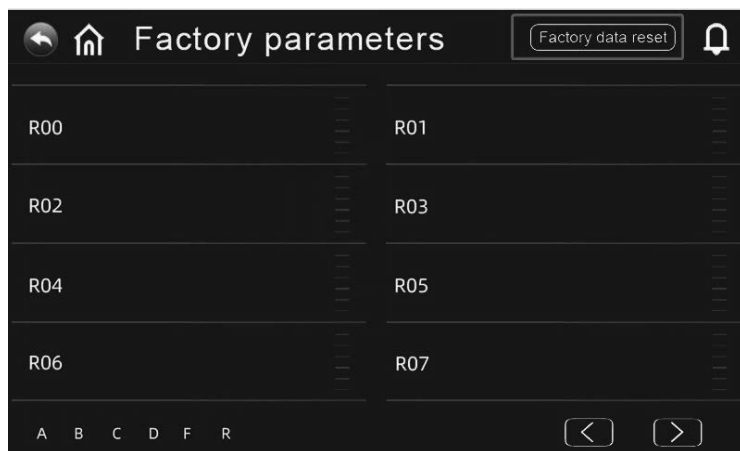 Factory parameters Factory data reset
R00 R01
R02 R03
R04 R05
R06 R07
A B C D F R